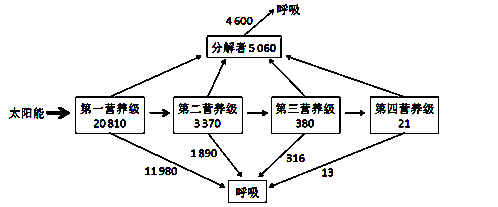 4 600
呼吸
分解者5 060
太阳能
第一营养级
20 810
第二营养级
3 370
第三营养级
380
第四营养级
21
11 980
1 890
316
13
呼吸